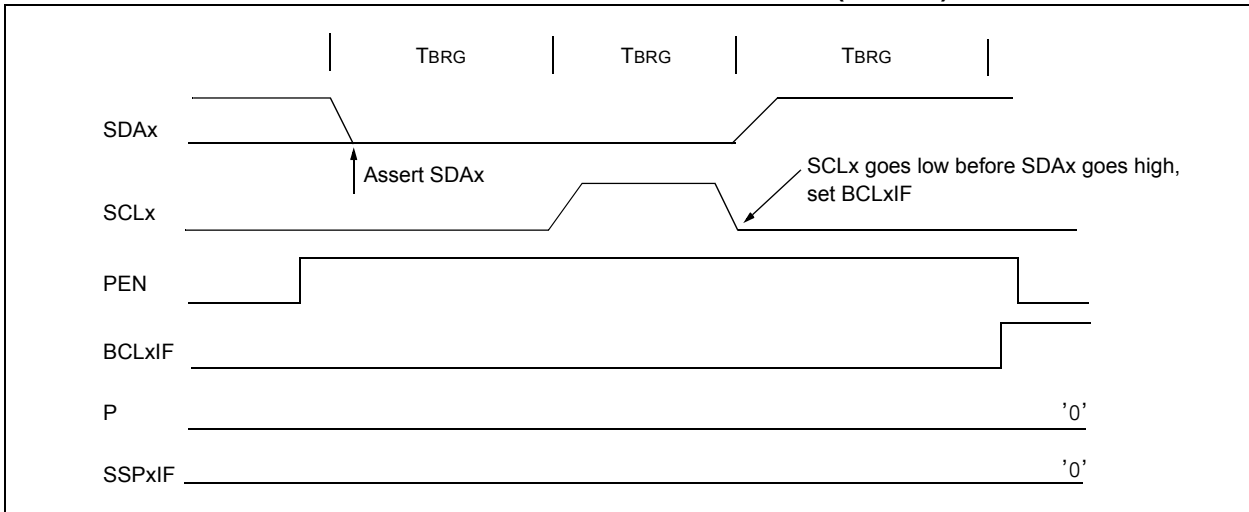 TBRG TBRG TBRG
SDAx
Assert SDAx
SCLx goes low before SDAx goes high,
set BCLxIF
SCLx
PEN
BCLxIF
P
’0’
SSPxIF
’0’